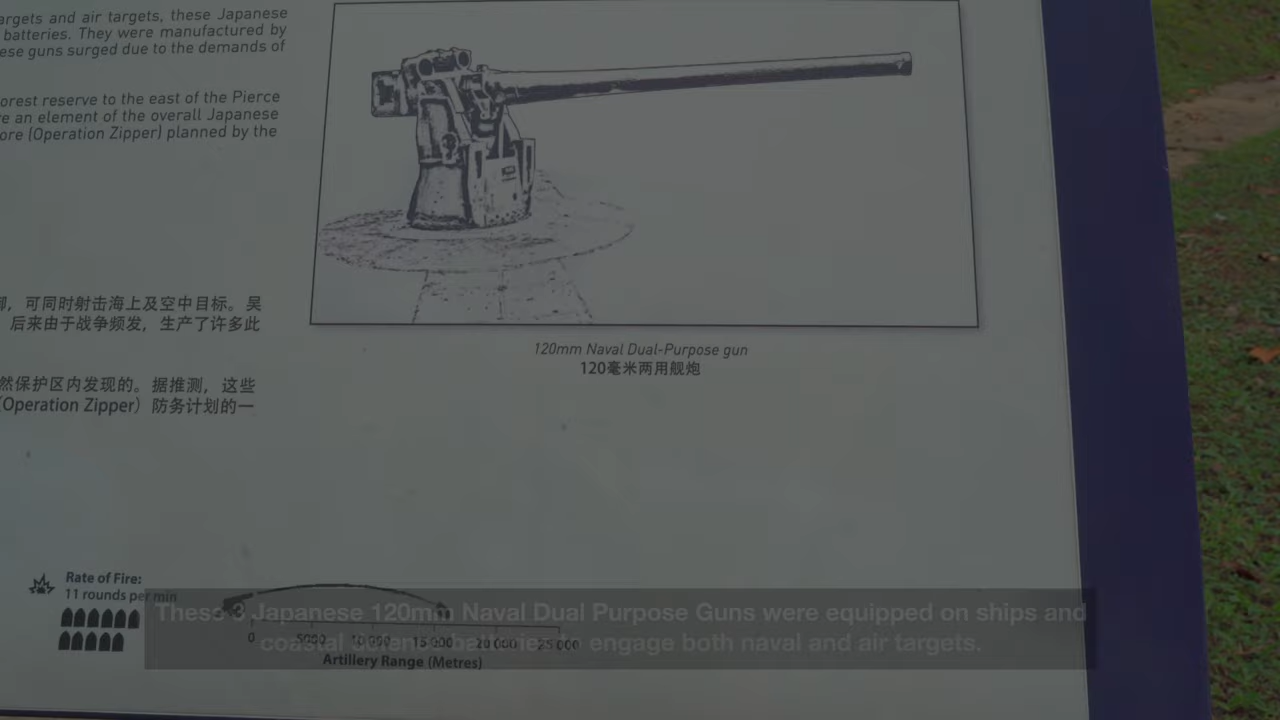 argets and air targets, these Japanese
batteries. They were manufactured by
ese guns surged due to the demands of
orest reserve to the east of the Pierce
e an element of the overall Japanese
ore (Operation Zipper) planned by the
可同时射击海上及空中目标。吴
后来由于战争频发，生产了许多此
然保护区内发现的。据推测，这些
(Operation Zipper) 防务计划的一
120mm Naval Dual-Purpose gun
120毫米两用舰炮
Rate of Fire:
11 rounds per min
0 5000 10 000 15 000 20 000 25 000
Artillery Range (Metres)
These 3 Japanese 120mm Naval Dual Purpose Guns were equipped on ships and
coastal defence batteries to engage both naval and air targets.